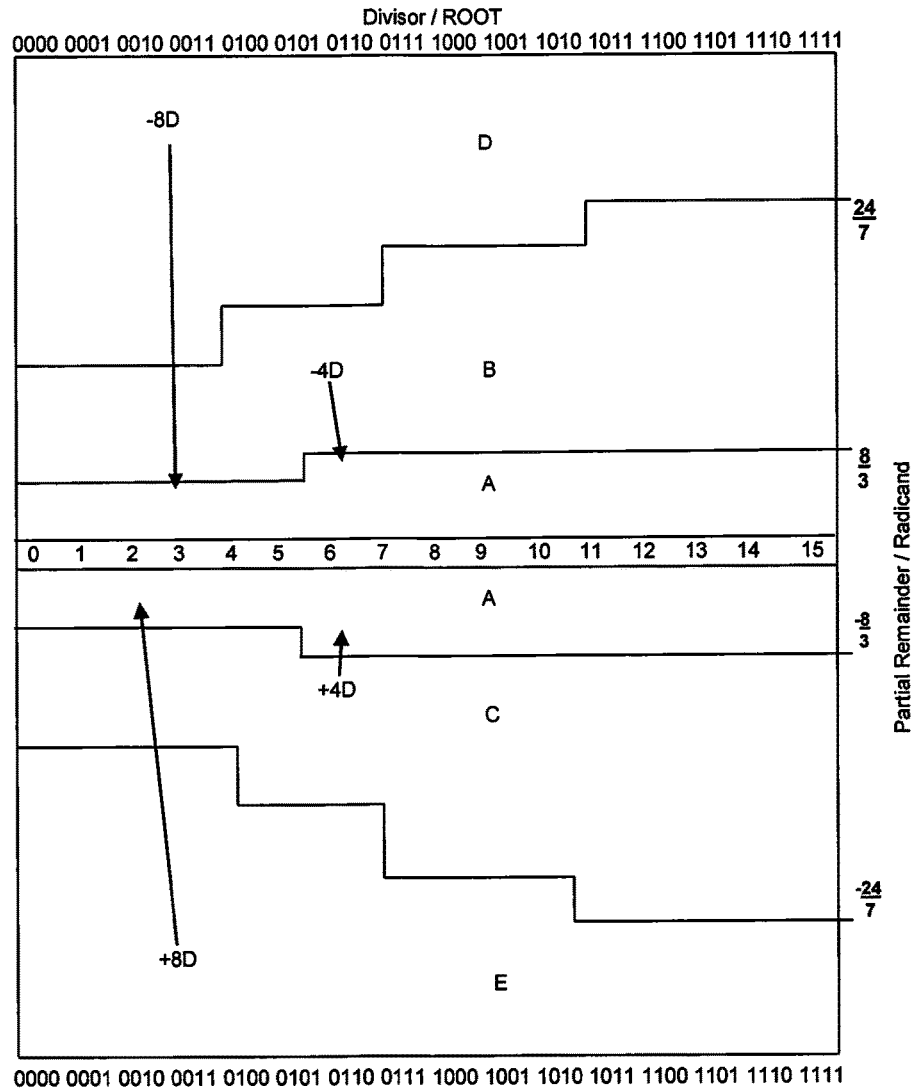 Divisor / ROOT
0000 0001 0010 0011 0100 0101 0110 0111 1000 1001 1010 1011 1100 1101 1110 1111
-8D
D
24
7
-4D
B
8
3
A
0 1 2 3 4 5 6 7 8 9 10 11 12 13 14 15
Partial Remainder / Radicand
A
-8
3
+4D
C
-24
7
+8D
E
0000 0001 0010 0011 0100 0101 0110 0111 1000 1001 1010 1011 1100 1101 1110 1111